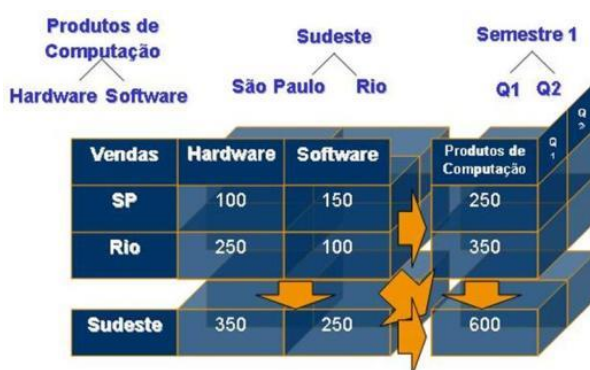 Produtos de
Computação
Hardware Software
Sudeste
São Paulo Rio
Semestre 1
Q1 Q2
Vendas Hardware Software
SP 100 150
Rio 250 100
Sudeste 350 250
Produtos de
Computação
250
350
600
Q
1
Q